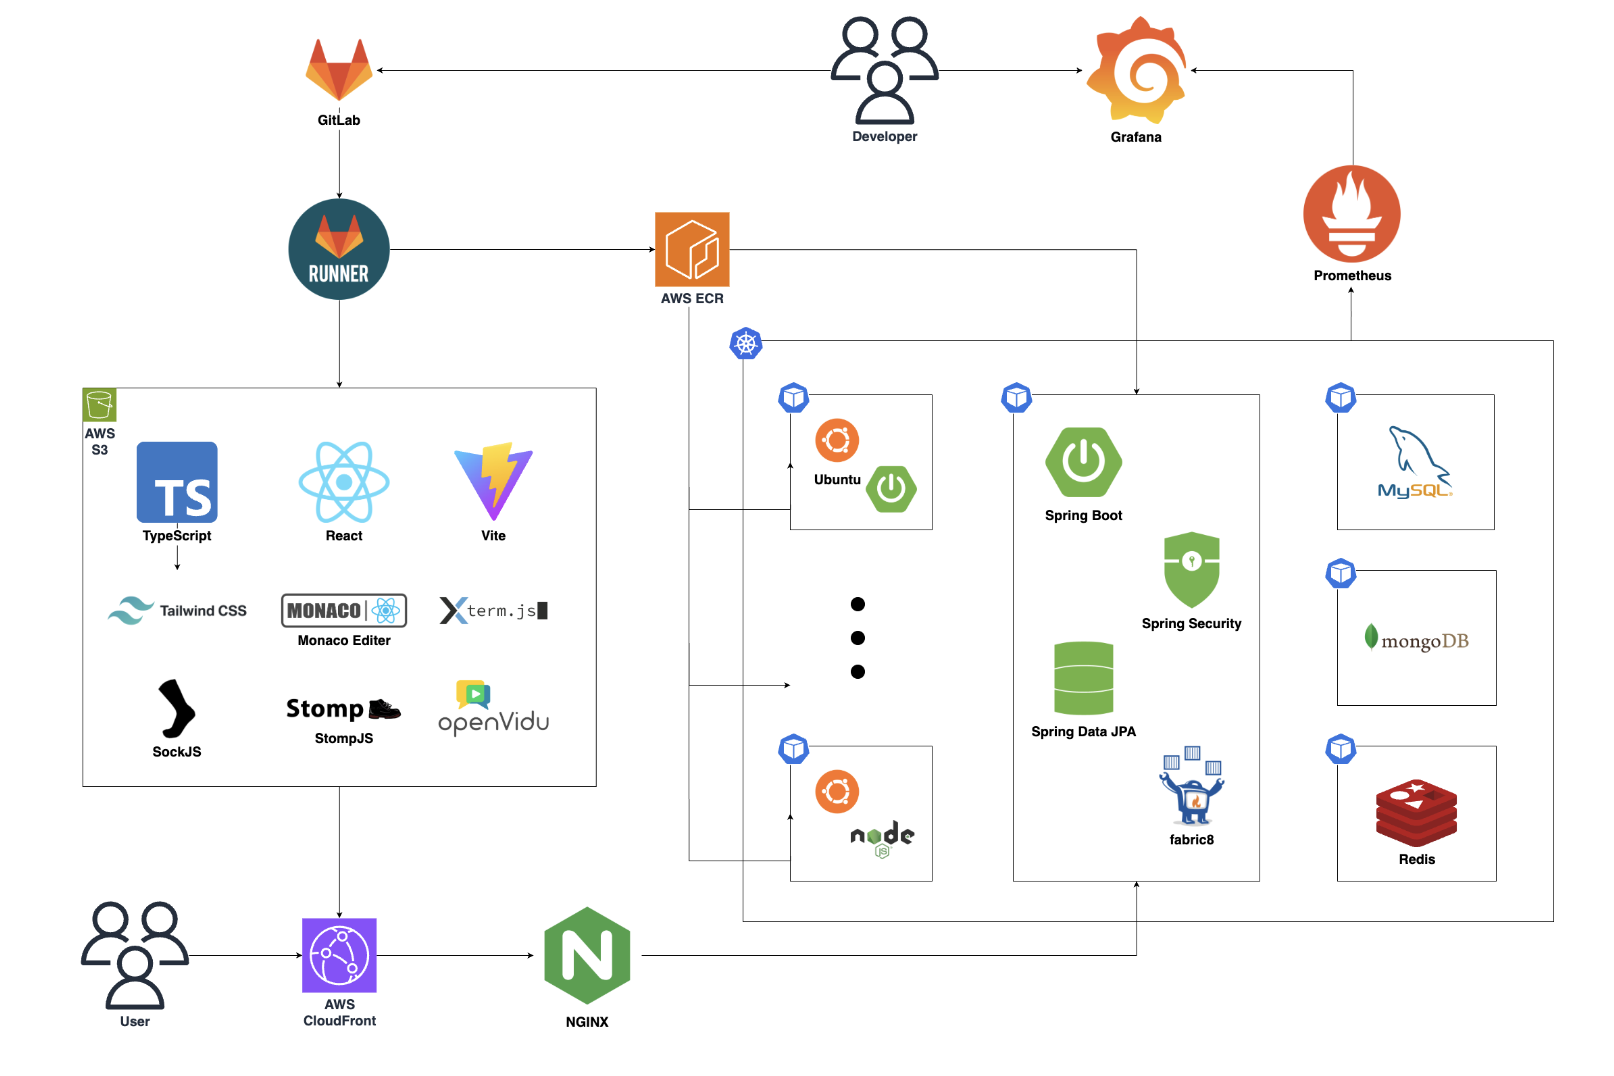 GitLab
Developer
Grafana
RUNNER
AWS ECR
Prometheus
AWS
S3
TS
TypeScript
React
Vite
Tailwind CSS
MONACO
Monaco Editer
Xterm.js
SockJS
Stomp
StompJS
openVidu
Ubuntu
node
JS
Spring Boot
Spring Security
Spring Data JPA
fabric8
MySQL
mongoDB
Redis
User
AWS
CloudFront
N
NGINX